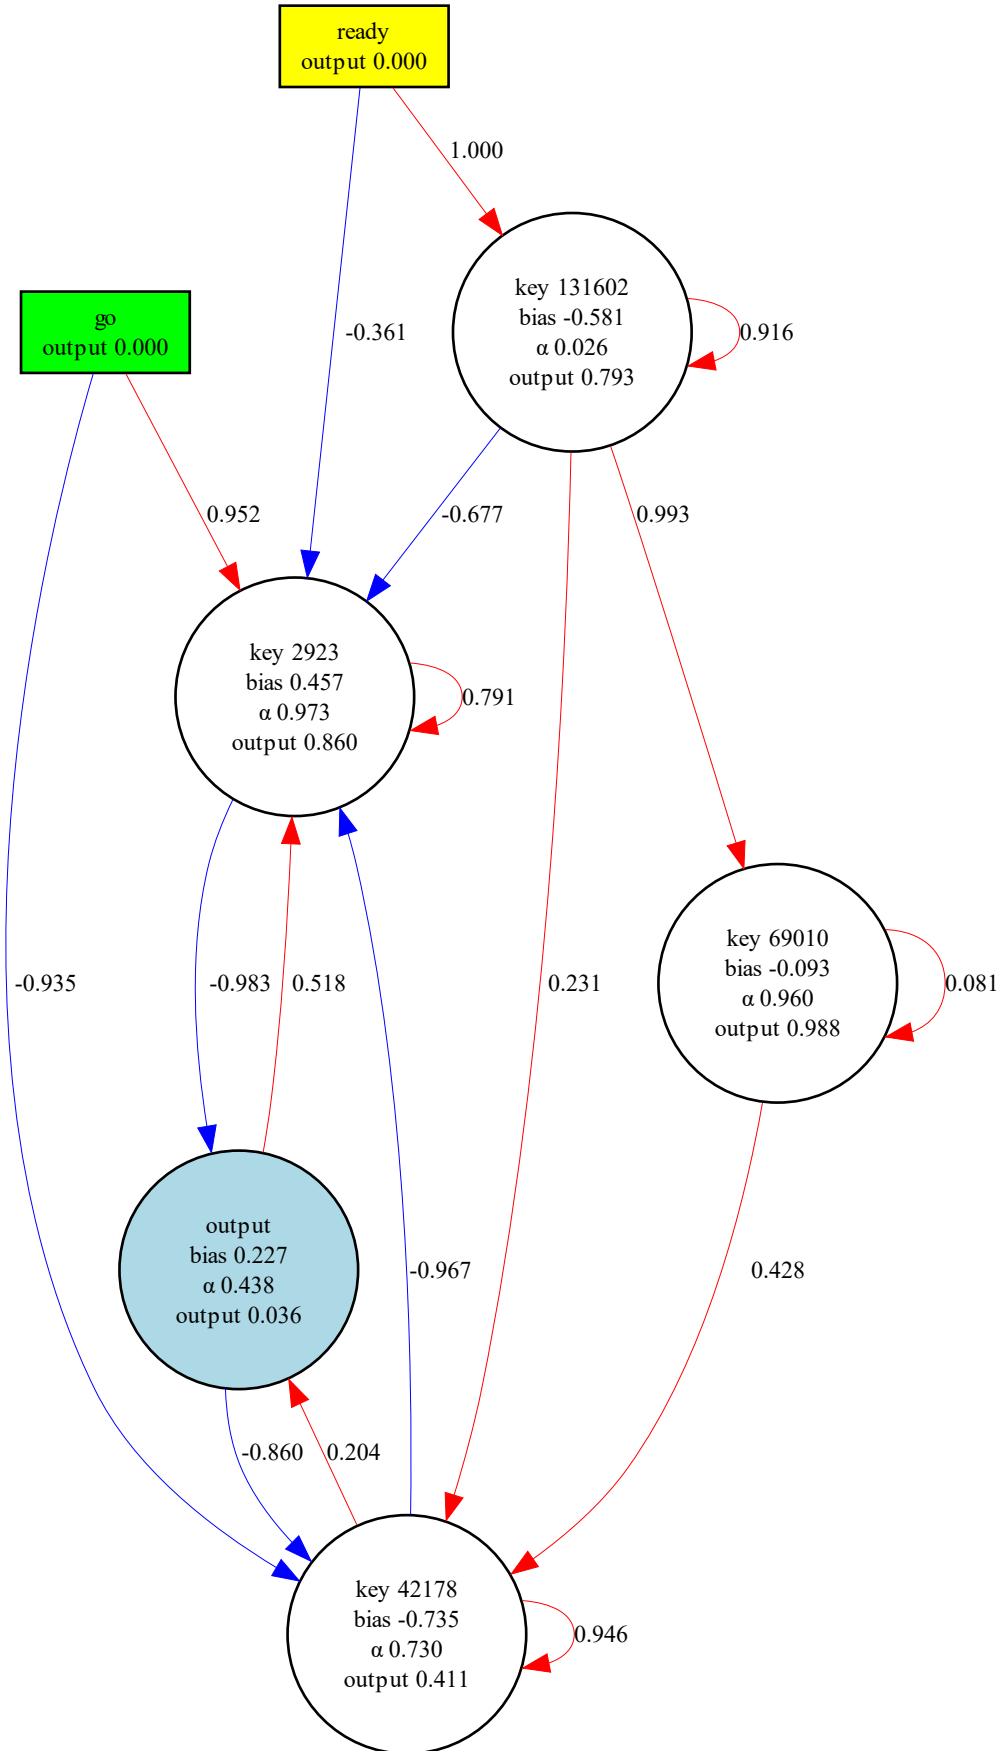 ready
output 0.000
1.000
key 131602
bias -0.581
α 0.026
output 0.793
0.916
go
output 0.000
-0.361
0.952
-0.677
0.993
key 2923
bias 0.457
α 0.973
output 0.860
0.791
key 69010
bias -0.093
α 0.960
output 0.988
0.081
-0.935
-0.983
0.518
0.231
output
bias 0.227
α 0.438
output 0.036
-0.967
0.428
-0.860
0.204
key 42178
bias -0.735
α 0.730
output 0.411
0.946